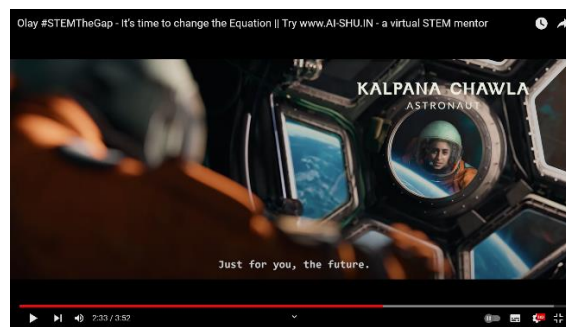 Olay #STEMTheGap - It's time to change the Equation || Try www.AI-SHU.IN - a virtual STEM mentor
KALPANA CHAWLA
ASTRONAUT
Just for you, the future.
2:33 / 3:52